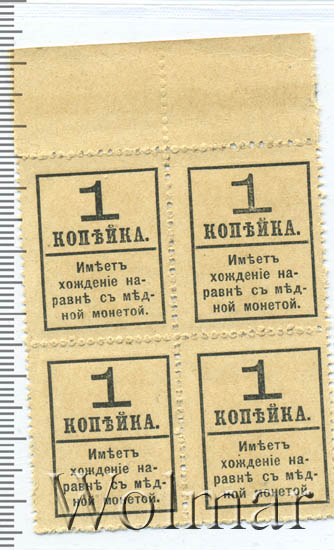 1
КОПѢЙКА.
Имѣетъ
хожденіе на-
равнѣ съ мѣд-
ной монетой.
1
КОПѢЙКА.
Имѣетъ
хожденіе на-
равнѣ съ мѣд-
ной монетой.
1
КОПѢЙКА.
Имѣетъ
хожденіе на-
равнѣ съ мѣд-
ной монетой.
1
КОПѢЙКА.
Имѣетъ
хожденіе на-
равнѣ съ мѣд-
ной монетой.
Wolmar